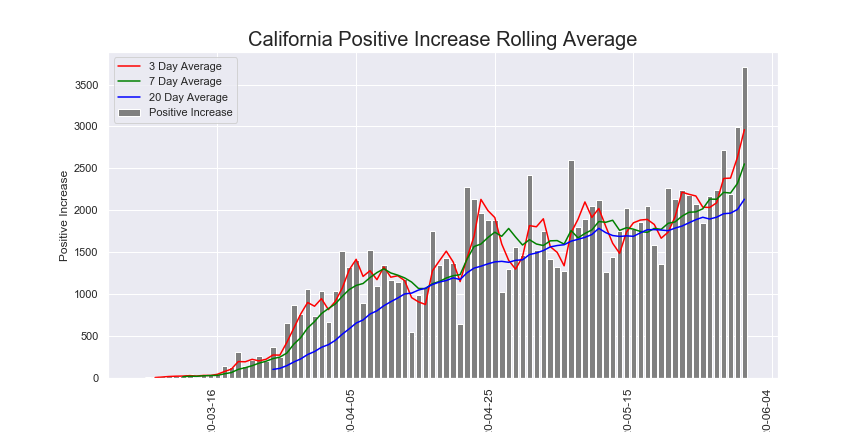 California Positive Increase Rolling Average
3 Day Average
7 Day Average
20 Day Average
Positive Increase
3500
3000
2500
2000
1500
1000
500
0
Positive Increase
0-03-16
0-04-05
0-04-25
0-05-15
0-06-04